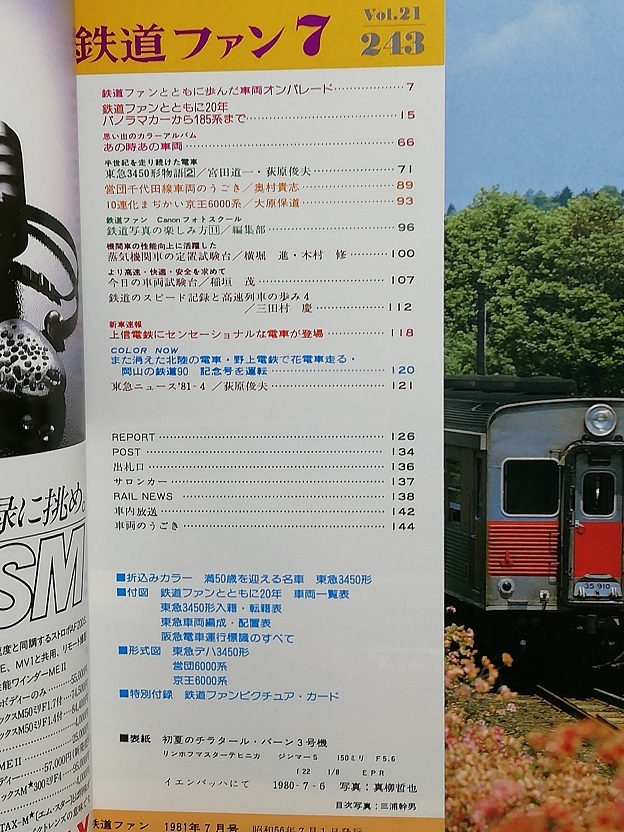 鉄道ファン7
Vol.21
243
鉄道ファンとともに歩んだ車両オンパレード 7
鉄道ファンとともに20年
パノラマカーから185系まで 15
思い出のカラーアルバム
あの時あの車両 66
半世紀を走り続けた電車
東急3450形物語2/宮田道一・荻原俊夫 71
営団千代田線車両のうごき/奥村貴志 89
10連化まぢかい京王6000系/大原保道 93
鉄道ファン Canonフォトスクール
鉄道写真の楽しみ方11/編集部 96
機関車の性能向上に活躍した
蒸気機関車の定置試験台/横堀 進・木村 修 100
より高速・快適・安全を求めて
今日の車両試験台/稲垣 茂 107
鉄道のスピード記録と高速列車の歩み4
/三田村 慶 112
新車速報
上信電鉄にセンセーショナルな電車が登場 118
COLOR NOW
また消えた北陸の電車・野上電鉄で花電車走る・
岡山の鉄道90 記念号を運転 120
東急ニュース'81-4/荻原俊夫 121
REPORT 126
POST 134
出札口 136
サロンカー 137
RAIL NEWS 138
車内放送 142
車両のうごき 144
■折込みカラー 満50歳を迎える名車 東急3450形
■付図 鉄道ファンとともに20年 車両一覧表
東急3450形入籍・転籍表
東急車両編成・配置表
阪急電車運行標識のすべて
■形式図 東急デハ3450形
営団6000系
京王6000系
■特別付録 鉄道ファンピクチュア・カード
■表紙 初夏のチラタール・バーン3号機
リンホフマスターテヒニカ ジンマーS 150ミリ F5.6
f22 1/8 EPR
イエンバッハにて 1980-7-6 写真:真柳哲也
目次写真:三浦幹男
鉄道ファン 1981年7月号 昭和56年7月1日発行
録に挑め。
SM
35-910